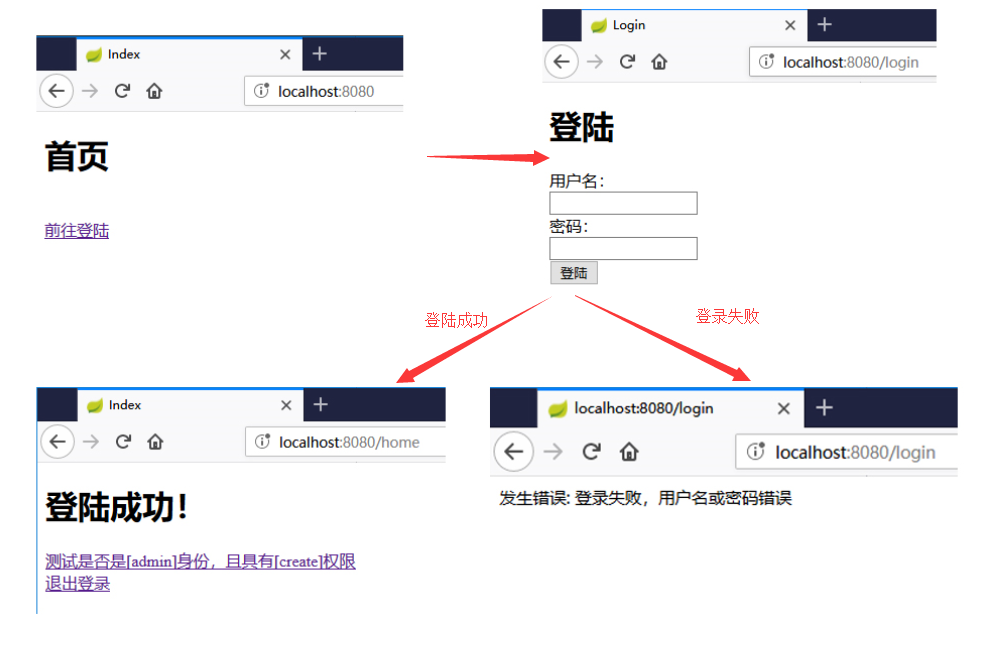 Index
localhost:8080
首页
前往登陆
Login
localhost:8080/login
登陆
用户名：
密码：
登陆
登陆成功
登录失败
Index
localhost:8080/home
登陆成功！
测试是否是[admin]身份，且具有[create]权限
退出登录
localhost:8080/login
localhost:8080/login
发生错误: 登录失败，用户名或密码错误